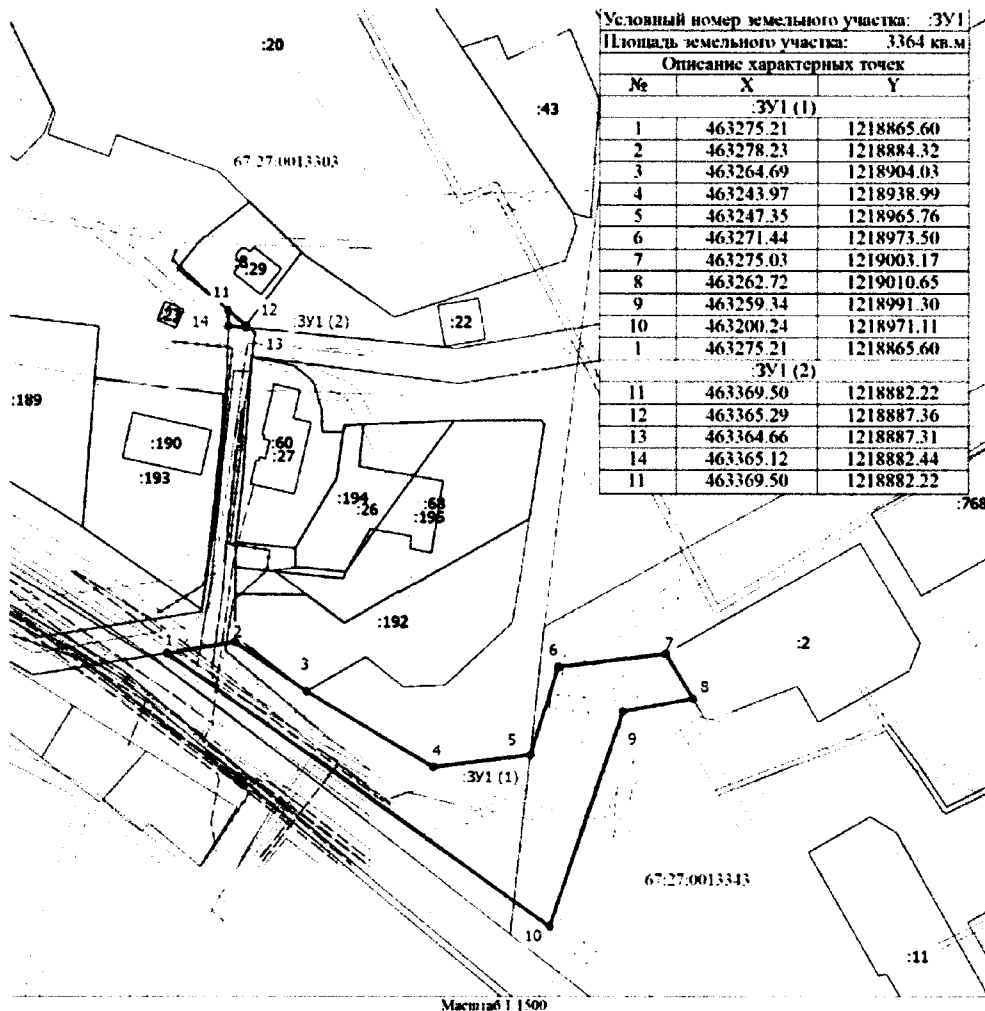 Условный номер земельного участка: :ЗУ1
Площадь земельного участка: 3364 кв.м
Описание характерных точек
№ X Y
:ЗУ1 (1)
1 463275.21 1218865.60
2 463278.23 1218884.32
3 463264.69 1218904.03
4 463243.97 1218938.99
5 463247.35 1218965.76
6 463271.44 1218973.50
7 463275.03 1219003.17
8 463262.72 1219010.65
9 463259.34 1218991.30
10 463200.24 1218971.11
1 463275.21 1218865.60
:ЗУ1 (2)
11 463369.50 1218882.22
12 463365.29 1218887.36
13 463364.66 1218887.31
14 463365.12 1218882.44
11 463369.50 1218882.22
:20
:43
67:27:0013303
:29
11
12
:23
14
:ЗУ1 (2)
13
:22
:189
:190
:193
:60
:27
:194
:26
:68
:195
:768
:192
:2
1
2
3
4
5
6
7
8
9
:ЗУ1 (1)
67:27:0013343
10
:11
Масштаб 1 1500